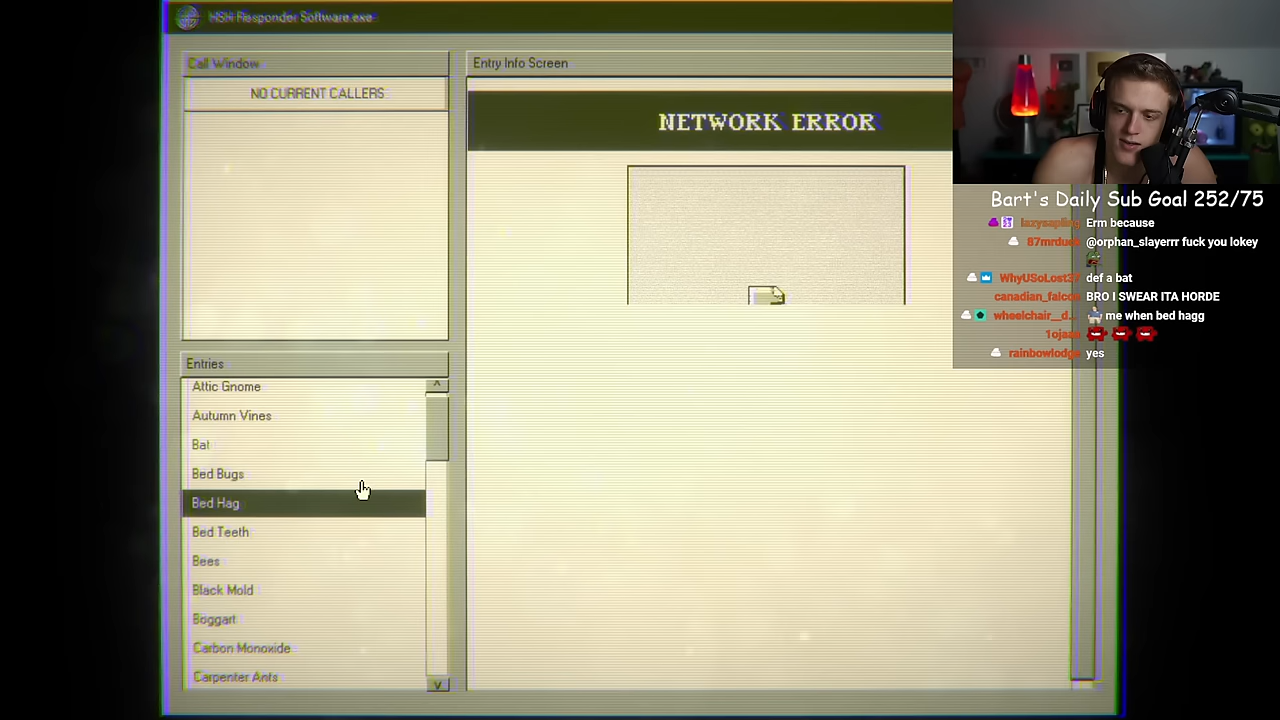 HSH Responder Software.exe
Call Window
NO CURRENT CALLERS
Entry Info Screen
NETWORK ERROR
Entries
Attic Gnome
Autumn Vines
Bat
Bed Bugs
Bed Hag
Bed Teeth
Bees
Black Mold
Boggart
Carbon Monoxide
Carpenter Ants
Bart's Daily Sub Goal 252/75
lazysapling Erm because
@orphan_slayerrr fuck you lokey
def a bat
BRO I SWEAR ITA HORDE
wheelchair__d... me when bed hagg
1ojaan
rainbowlodge yes